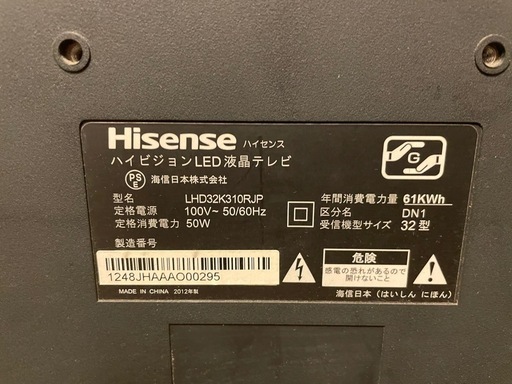 Hisense ハイセンス
ハイビジョンLED液晶テレビ
PS E 海信日本株式会社
型名 LHD32K310RJP
定格電源 100V~ 50/60Hz
定格消費電力 50W
製造番号
1248JHAAAO00295
MADE IN CHINA 2012年製
G
年間消費電力量 61KWh
区分名 DN1
受信機型サイズ 32型
危険
感電の恐れがあるので
開けないこと
海信日本（はいしん にほん）